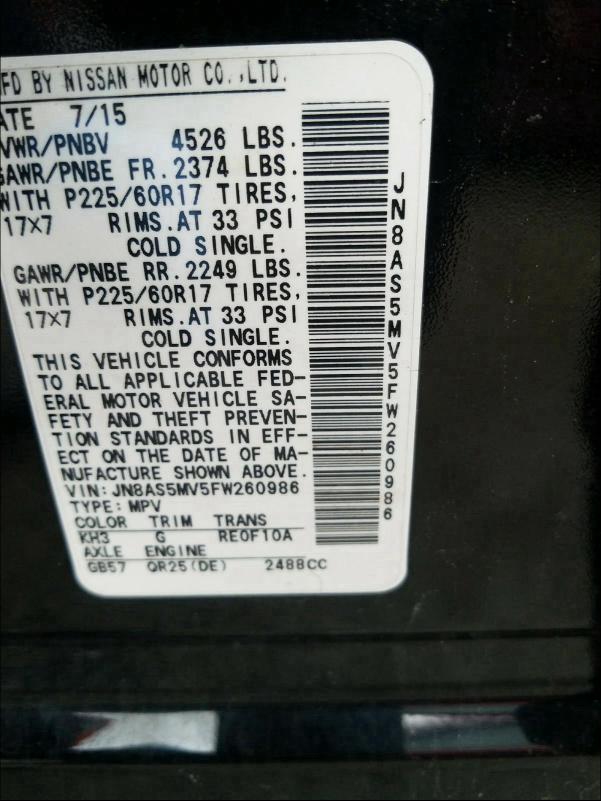 FD BY NISSAN MOTOR CO.,LTD.
ATE 7/15
VWR/PNBV 4526 LBS.
GAWR/PNBE FR. 2374 LBS.
WITH P225/60R17 TIRES,
17X7 RIMS.AT 33 PSI
COLD SINGLE.
GAWR/PNBE RR. 2249 LBS.
WITH P225/60R17 TIRES,
17X7 RIMS.AT 33 PSI
COLD SINGLE.
THIS VEHICLE CONFORMS
TO ALL APPLICABLE FED-
ERAL MOTOR VEHICLE SA-
FETY AND THEFT PREVEN-
TION STANDARDS IN EFF-
ECT ON THE DATE OF MA-
NUFACTURE SHOWN ABOVE.
VIN: JN8AS5MV5FW260986
TYPE: MPV
COLOR TRIM TRANS
KH3 G RE0F10A
AXLE ENGINE
GB57 QR25(DE) 2488CC
JN8AS5MV5FW260986